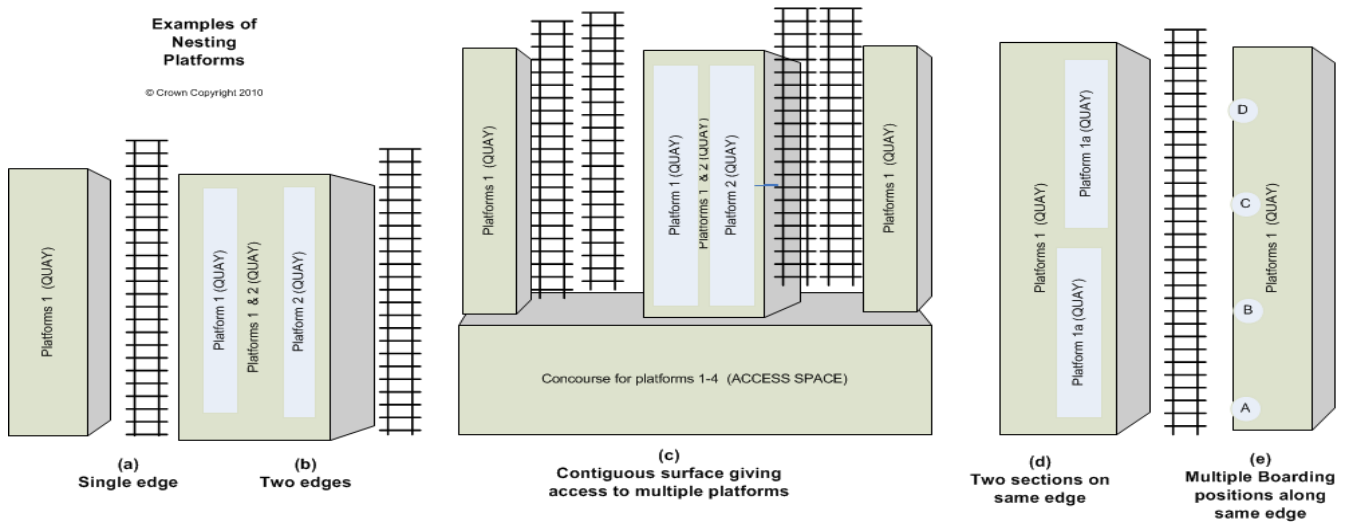 Examples of
Nesting
Platforms
© Crown Copyright 2010
Platforms 1 (QUAY)
Platform 1 (QUAY)
Platforms 1 & 2 (QUAY)
Platform 2 (QUAY)
Platforms 1 (QUAY)
Platform 1 (QUAY)
Platforms 1 & 2 (QUAY)
Platform 2 (QUAY)
Platforms 1 (QUAY)
Concourse for platforms 1-4 (ACCESS SPACE)
Platforms 1 (QUAY)
Platform 1a (QUAY)
Platform 1a (QUAY)
D
C
B
A
Platforms 1 (QUAY)
(a)
Single edge
(b)
Two edges
(c)
Contiguous surface giving
access to multiple platforms
(d)
Two sections on
same edge
(e)
Multiple Boarding
positions along
same edge